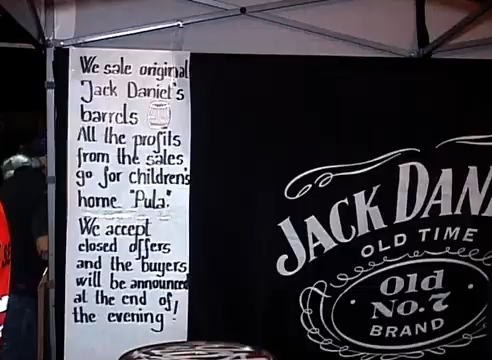 We sale original
Jack Daniel's
barrels
All the profits
from the sales
go for children's
home "Pula"
We accept
closed offers
and the buyers
will be announced
at the end of
the evening!
JACK DAN
OLD TIME
Old
No. 7
BRAND